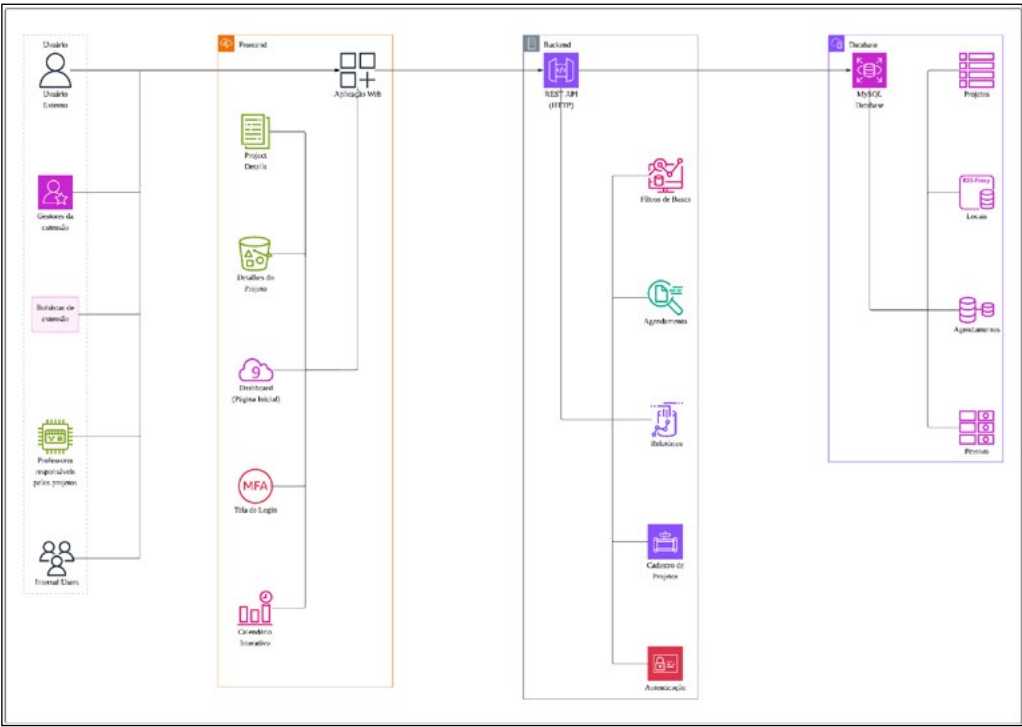 Usuário
Usuário
Externo
Gestores da
extensão
Bolsistas de
extensão
Professores
responsáveis
pelos projetos
Internal Users
Frontend
Aplicação Web
Project
Details
Detalhes do
Projeto
9
Dashboard
(Página Inicial)
MFA
Tela de Login
Calendário
Interativo
Backend
REST API
(HTTP)
Filtros de Busca
Agendamento
Relatórios
Cadastro de
Projetos
Autenticação
Database
MySQL
Database
Projetos
RDS Proxy
Locais
Agendamentos
Pessoas